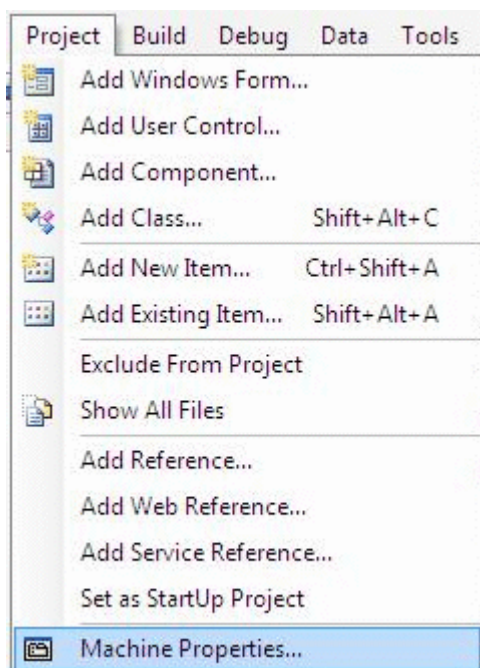 Project Build Debug Data Tools
Add Windows Form...
Add User Control...
Add Component...
Add Class... Shift+Alt+C
Add New Item... Ctrl+Shift+A
Add Existing Item... Shift+Alt+A
Exclude From Project
Show All Files
Add Reference...
Add Web Reference...
Add Service Reference...
Set as StartUp Project
Machine Properties...